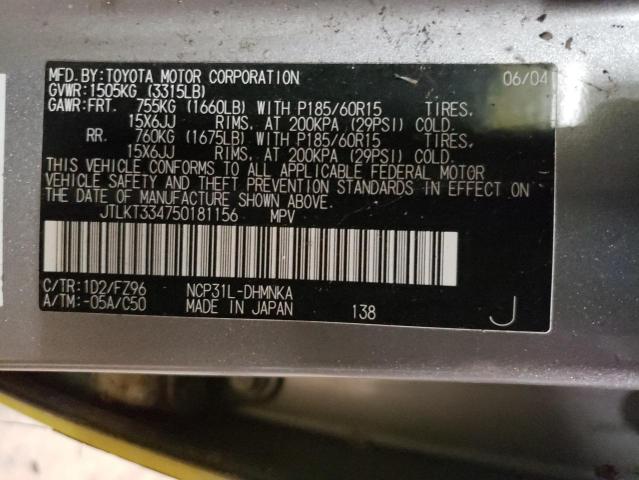 MFD.BY:TOYOTA MOTOR CORPORATION 06/04
GVWR:1505KG (3315LB)
GAWR:FRT. 755KG (1660LB) WITH P185/60R15 TIRES,
15X6JJ RIMS, AT 200KPA (29PSI) COLD.
RR. 760KG (1675LB) WITH P185/60R15 TIRES,
15X6JJ RIMS, AT 200KPA (29PSI) COLD.
THIS VEHICLE CONFORMS TO ALL APPLICABLE FEDERAL MOTOR
VEHICLE SAFETY AND THEFT PREVENTION STANDARDS IN EFFECT ON
THE DATE OF MANUFACTURE SHOWN ABOVE.
JTLKT334750181156 MPV
C/TR:1D2/FZ96 NCP31L-DHMNKA
A/TM:-05A/C50 MADE IN JAPAN 138 J